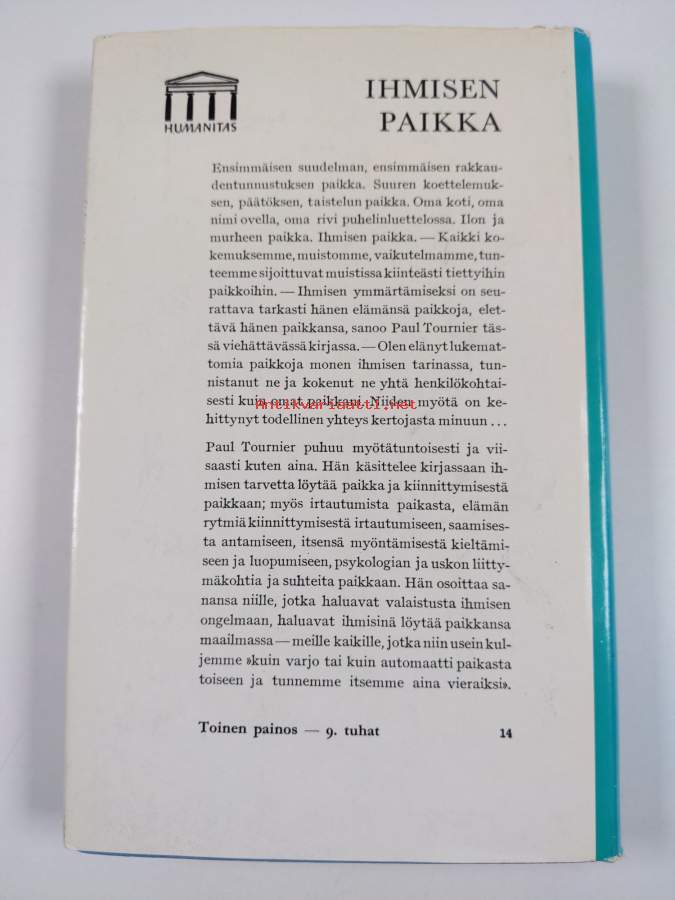 HUMANITAS
IHMISEN
PAIKKA
Ensimmäisen suudelman, ensimmäisen rakkau-
dentunnustuksen paikka. Suuren koettelemuk-
sen, päätöksen, taistelun paikka. Oma koti, oma
nimi ovella, oma rivi puhelinluettelossa. Ilon ja
murheen paikka. Ihmisen paikka. — Kaikki ko-
kemuksemme, muistomme, vaikutelmamme, tun-
teemme sijoittuvat muistissa kiinteästi tiettyihin
paikkoihin. — Ihmisen ymmärtämiseksi on seu-
rattava tarkasti hänen elämänsä paikkoja, elet-
tävä hänen paikkansa, sanoo Paul Tournier täs-
sä viehättävässä kirjassa. — Olen elänyt lukemat-
tomia paikkoja monen ihmisen tarinassa, tun-
nistanut ne ja kokenut ne yhtä henkilökohtai-
sesti kuin omat paikkani. Niiden myötä on ke-
hittynyt todellinen yhteys kertojasta minuun ...
Antikvariaatti.net
Paul Tournier puhuu myötätuntoisesti ja vii-
saasti kuten aina. Hän käsittelee kirjassaan ih-
misen tarvetta löytää paikka ja kiinnittymisestä
paikkaan; myös irtautumista paikasta, elämän
rytmiä kiinnittymisestä irtautumiseen, saamises-
ta antamiseen, itsensä myöntämisestä kieltämi-
seen ja luopumiseen, psykologian ja uskon liitty-
mäkohtia ja suhteita paikkaan. Hän osoittaa sa-
nansa niille, jotka haluavat valaistusta ihmisen
ongelmaan, haluavat ihmisinä löytää paikkansa
maailmassa — meille kaikille, jotka niin usein kul-
jemme »kuin varjo tai kuin automaatti paikasta
toiseen ja tunnemme itsemme aina vieraiksi».
Toinen painos — 9. tuhat
14